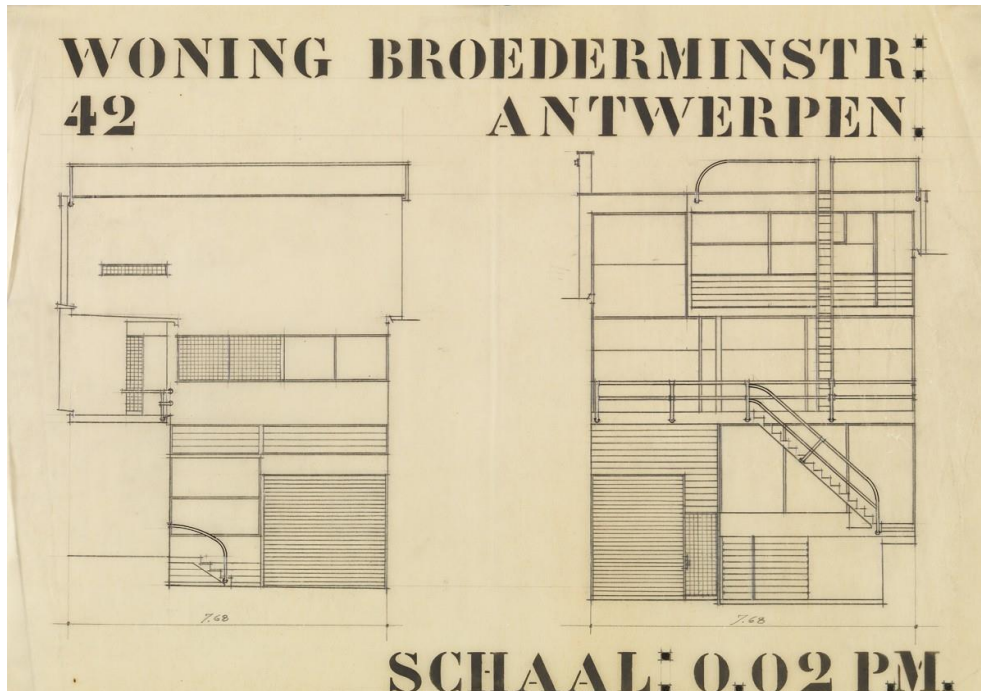 WONING BROEDERMINSTR:
42 ANTWERPEN.
7.68 7.68
SCHAAL: 0.02 P.M.